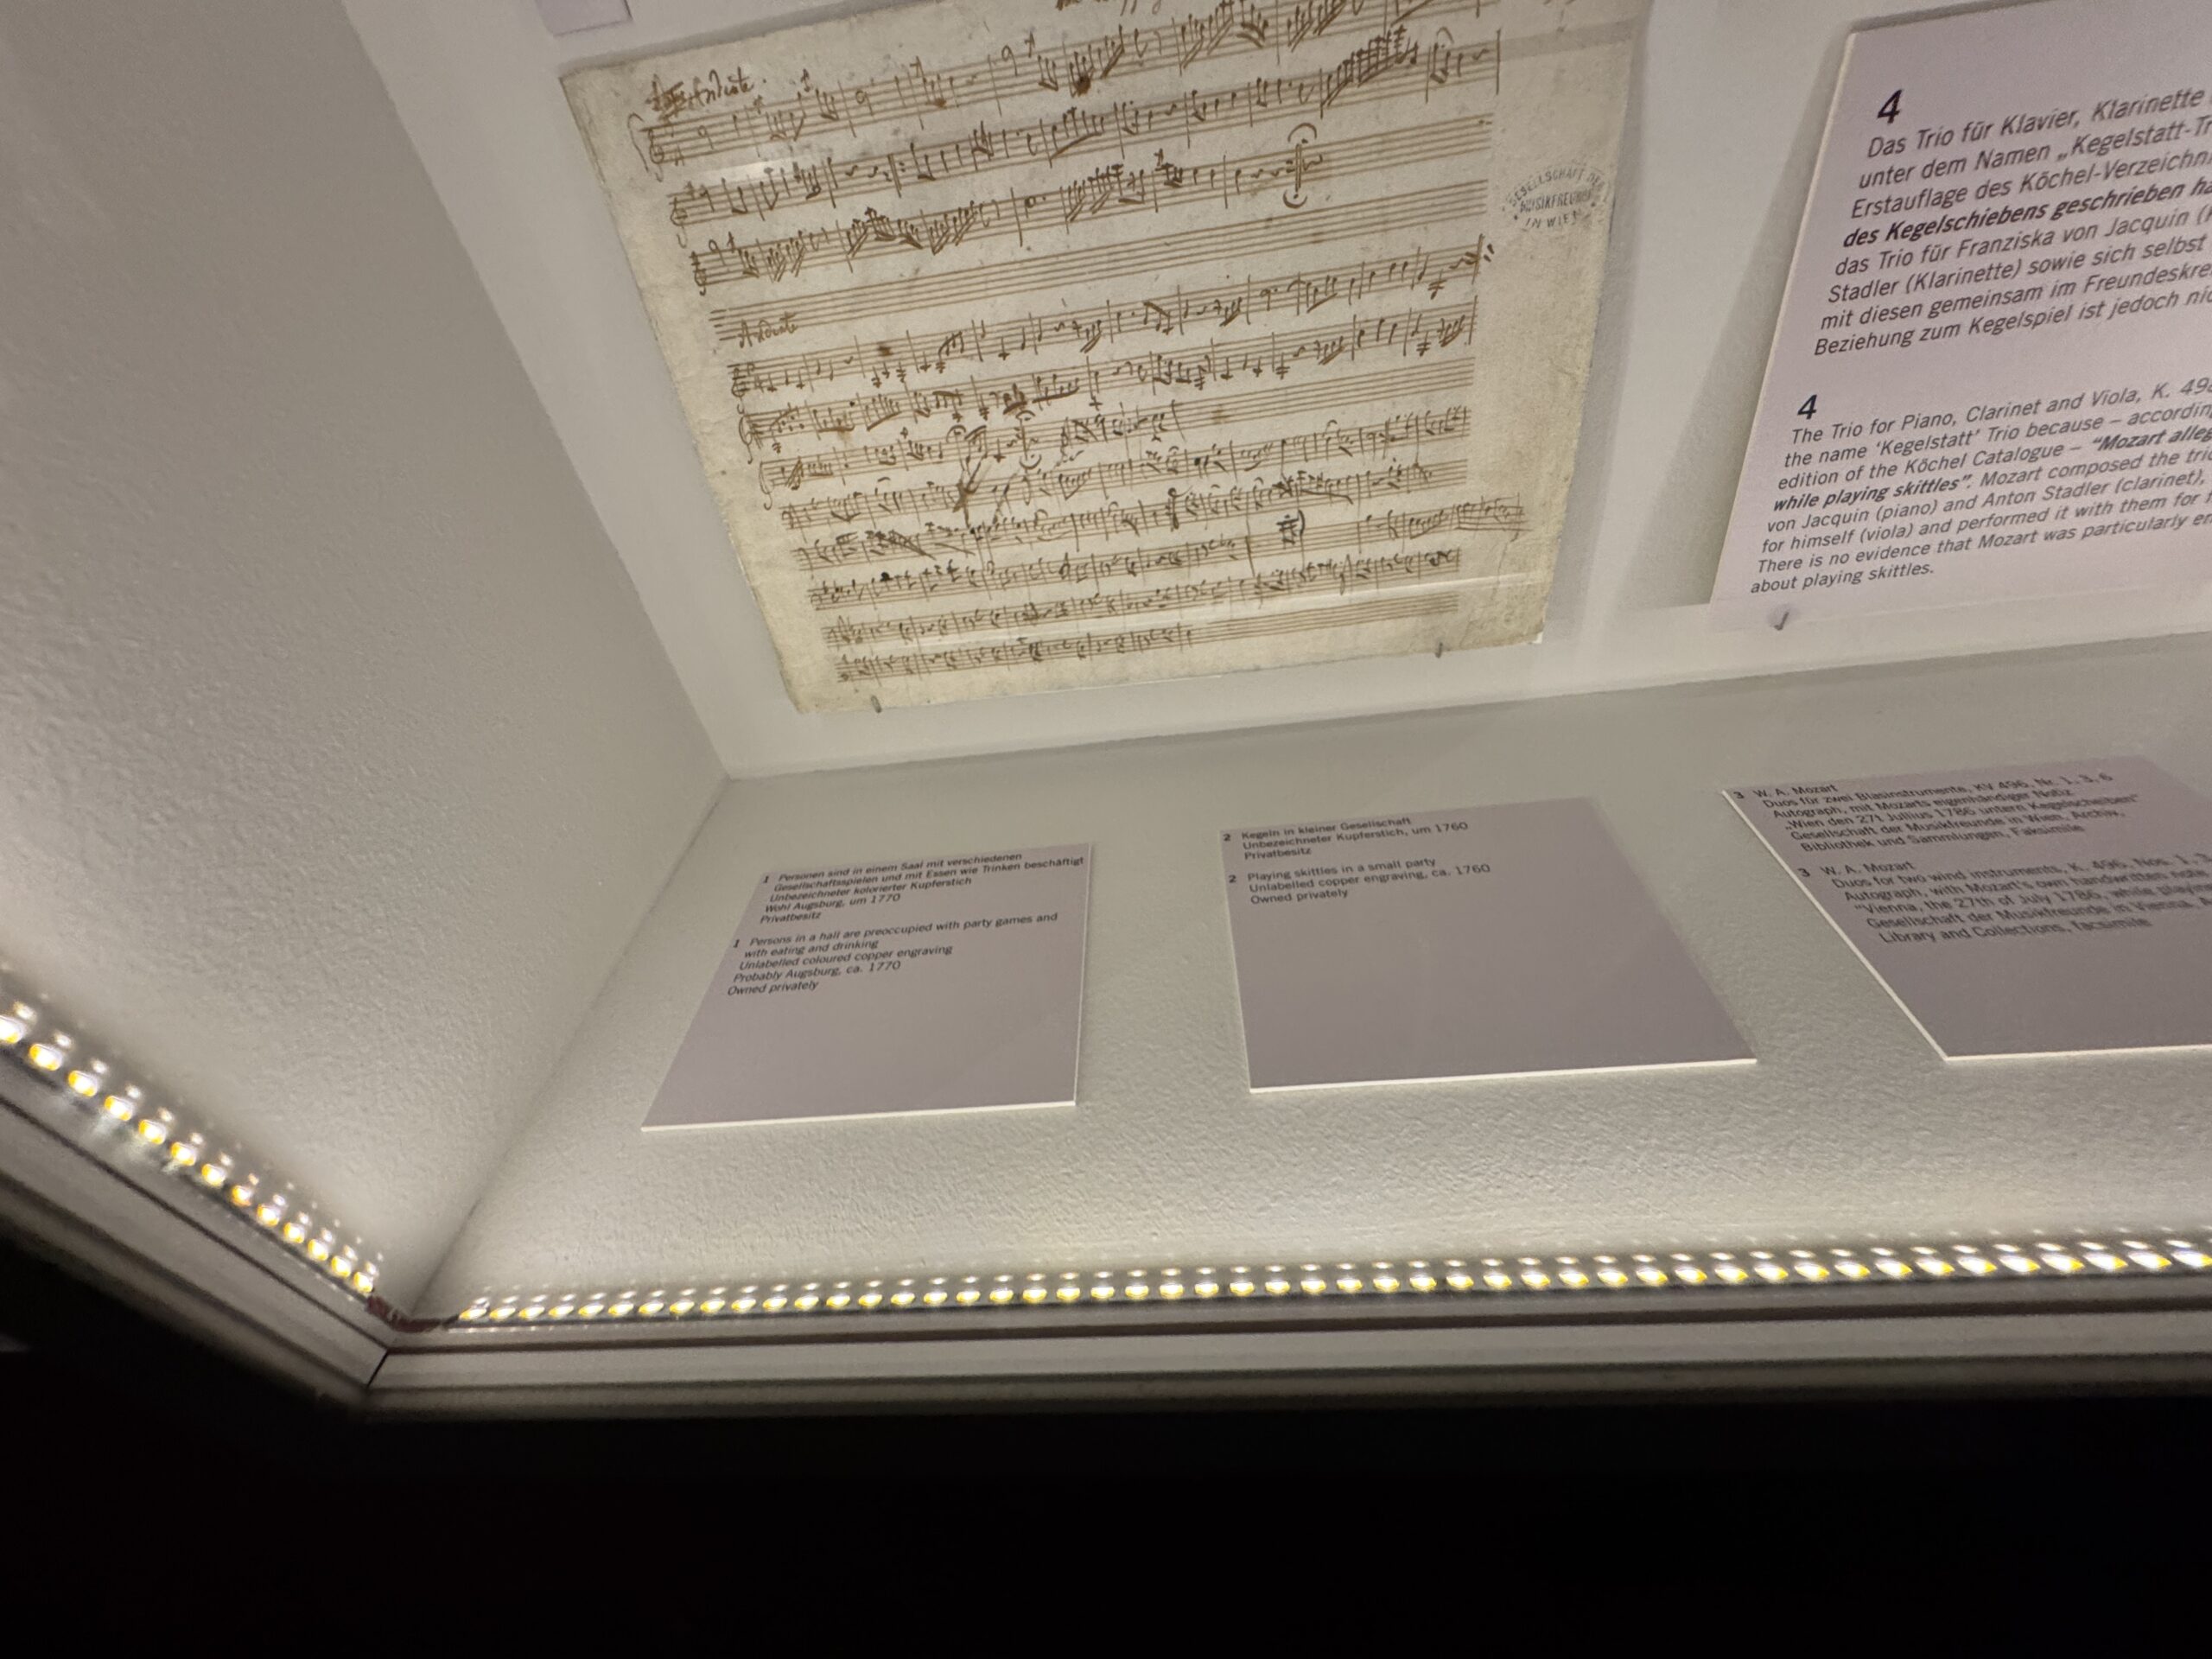 Andante
GESELLSCHAFT DER
MUSIKFREUNDE
IN WIEN
Andante
4
Das Trio für Klavier, Klarinette
unter dem Namen „Kegelstatt-Tr
Erstauflage des Köchel-Verzeichn
des Kegelschiebens geschrieben ha
das Trio für Franziska von Jacquin (
Stadler (Klarinette) sowie sich selbst
mit diesen gemeinsam im Freundeskre
Beziehung zum Kegelspiel ist jedoch nic
4
The Trio for Piano, Clarinet and Viola, K. 498
the name ‘Kegelstatt’ Trio because – according
edition of the Köchel Catalogue – “Mozart alleg
while playing skittles”. Mozart composed the trio
von Jacquin (piano) and Anton Stadler (clarinet),
for himself (viola) and performed it with them for
There is no evidence that Mozart was particularly en
about playing skittles.
1 Personen sind in einem Saal mit verschiedenen
Gesellschaftsspielen und mit Essen wie Trinken beschäftigt
Unbezeichneter kolorierter Kupferstich
Wohl Augsburg, um 1770
Privatbesitz
1 Persons in a hall are preoccupied with party games and
with eating and drinking
Unlabelled coloured copper engraving
Probably Augsburg, ca. 1770
Owned privately
2 Kegeln in kleiner Gesellschaft
Unbezeichneter Kupferstich, um 1760
Privatbesitz
2 Playing skittles in a small party
Unlabelled copper engraving, ca. 1760
Owned privately
3 W. A. Mozart
Duos für zwei Blasinstrumente, KV 496, Nr. 1, 3, 6
Autograph, mit Mozarts eigenhändiger Notiz
„Wien den 27t Jullius 1786 untern Kegelscheiben“
Gesellschaft der Musikfreunde in Wien, Archiv,
Bibliothek und Sammlungen, Faksimile
3 W. A. Mozart
Duos for two wind instruments, K. 496, Nos. 1, 3
Autograph, with Mozart's own handwritten note
“Vienna, the 27th of July 1786, while playing
Gesellschaft der Musikfreunde in Vienna, A
Library and Collections, facsimile